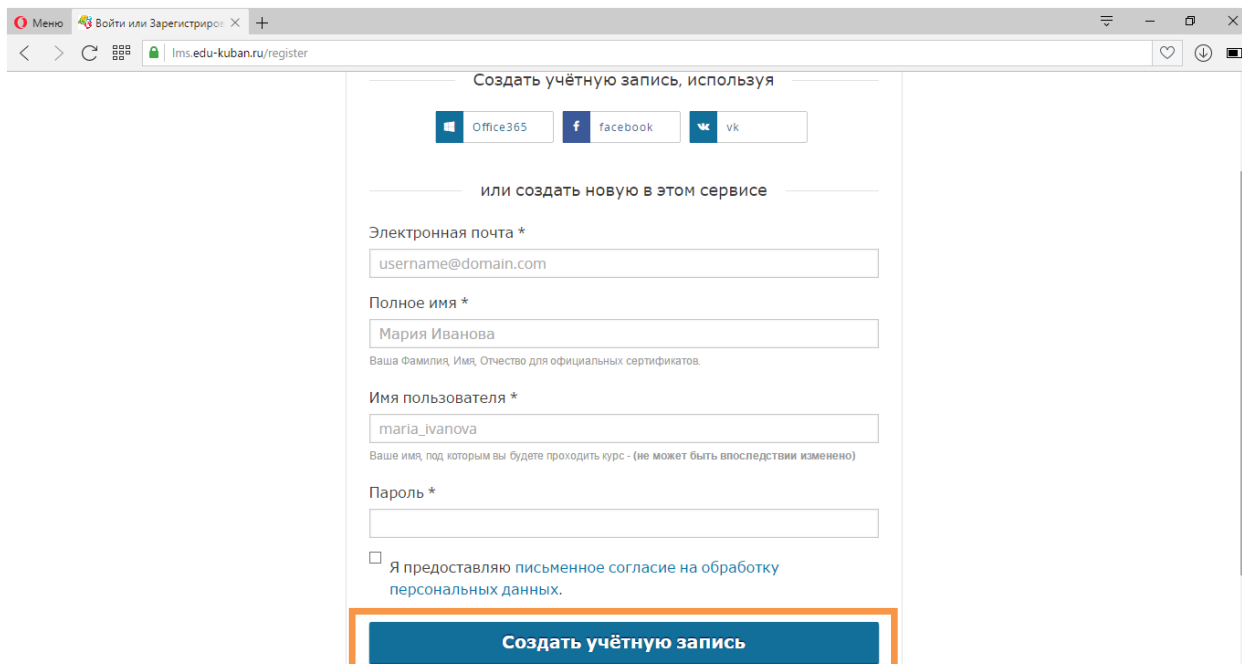 Меню
Войти или Зарегистриров
lms.edu-kuban.ru/register
Создать учётную запись, используя
Office365 facebook vk
или создать новую в этом сервисе
Электронная почта *
username@domain.com
Полное имя *
Мария Иванова
Ваша Фамилия, Имя, Отчество для официальных сертификатов.
Имя пользователя *
maria_ivanova
Ваше имя, под которым вы будете проходить курс - (не может быть впоследствии изменено)
Пароль *
Я предоставляю письменное согласие на обработку
персональных данных.
Создать учётную запись